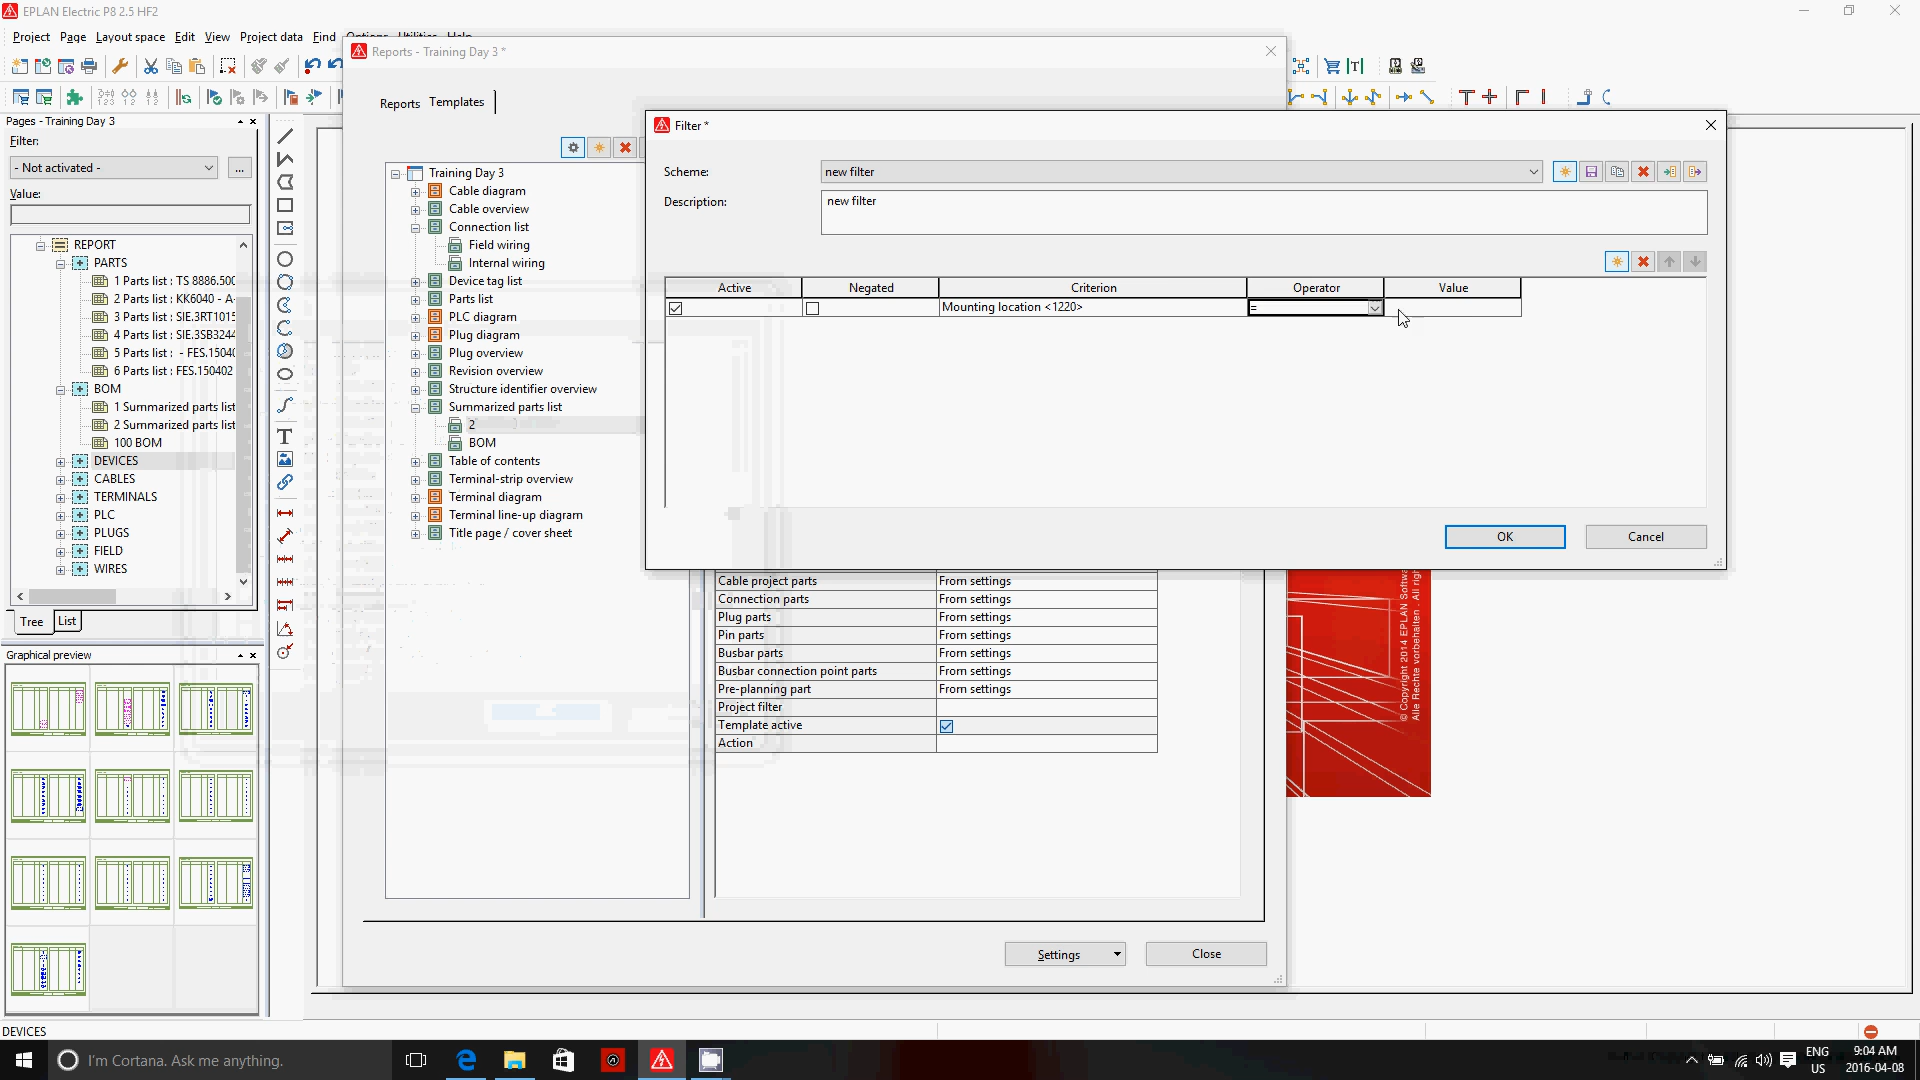 EPLAN Electric P8 2.5 HF2
Project Page Layout space Edit View Project data Find Options Utilities Help
Reports - Training Day 3 *
Reports Templates
Pages - Training Day 3
Filter:
- Not activated -
...
Value:
REPORT
PARTS
1 Parts list : TS 8886.500
2 Parts list : KK6040 - A-
3 Parts list : SIE.3RT1015
4 Parts list : SIE.3SB3244
5 Parts list : - FES.15040
6 Parts list : FES.150402
BOM
1 Summarized parts list
2 Summarized parts list
100 BOM
DEVICES
CABLES
TERMINALS
PLC
PLUGS
FIELD
WIRES
Tree List
Graphical preview
Training Day 3
Cable diagram
Cable overview
Connection list
Field wiring
Internal wiring
Device tag list
Parts list
PLC diagram
Plug diagram
Plug overview
Revision overview
Structure identifier overview
Summarized parts list
2
BOM
Table of contents
Terminal-strip overview
Terminal diagram
Terminal line-up diagram
Title page / cover sheet
Filter *
Scheme: new filter
Description: new filter
Active Negated Criterion Operator Value
Mounting location <1220> =
OK Cancel
Cable project parts From settings
Connection parts From settings
Plug parts From settings
Pin parts From settings
Busbar parts From settings
Busbar connection point parts From settings
Pre-planning part From settings
Project filter
Template active
Action
Settings Close
© Copyright 2014 EPLAN Softwa
Alle Rechte vorbehalten . All righ
DEVICES
I'm Cortana. Ask me anything.
ENG
US
9:04 AM
2016-04-08